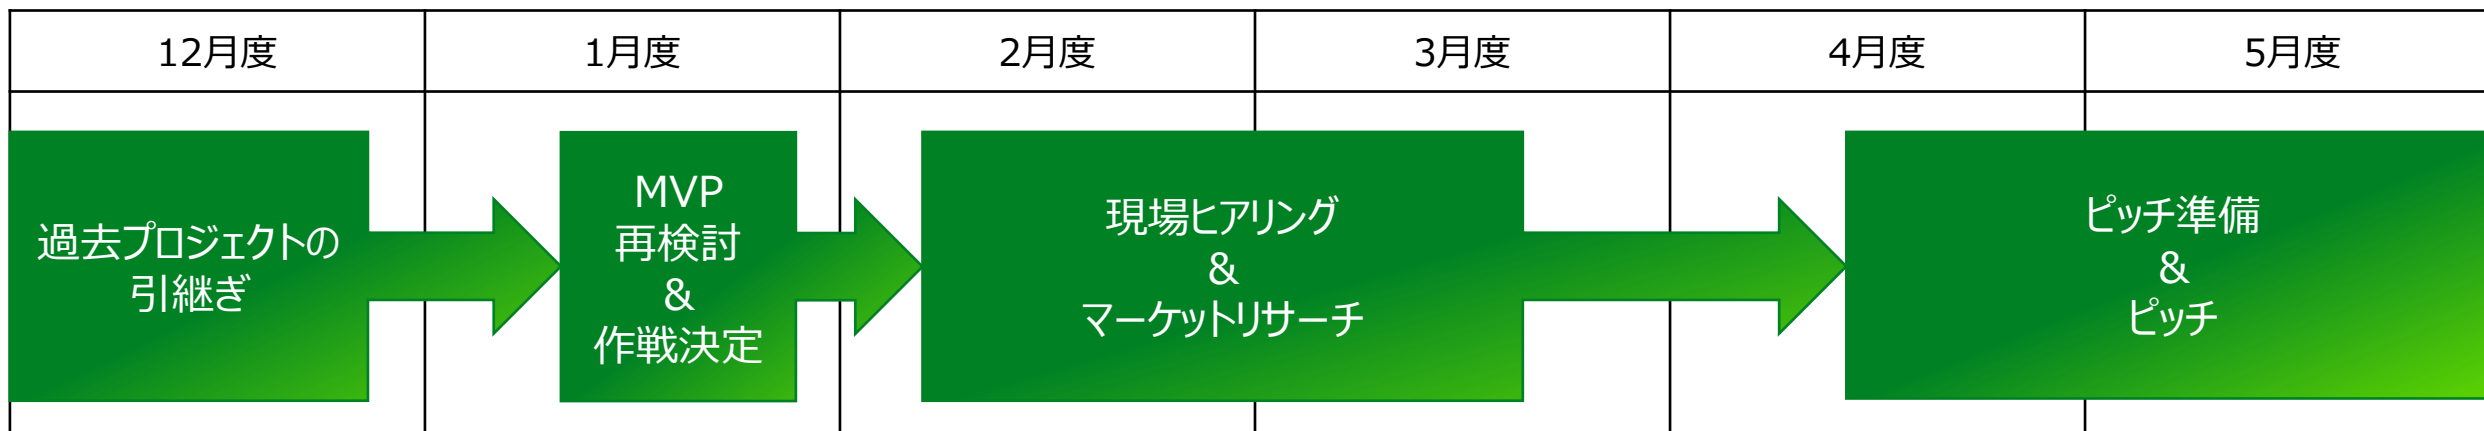 12月度
1月度
2月度
3月度
4月度
5月度
過去プロジェクトの
引継ぎ
MVP
再検討
&
作戦決定
現場ヒアリング
&
マーケットリサーチ
ピッチ準備
&
ピッチ